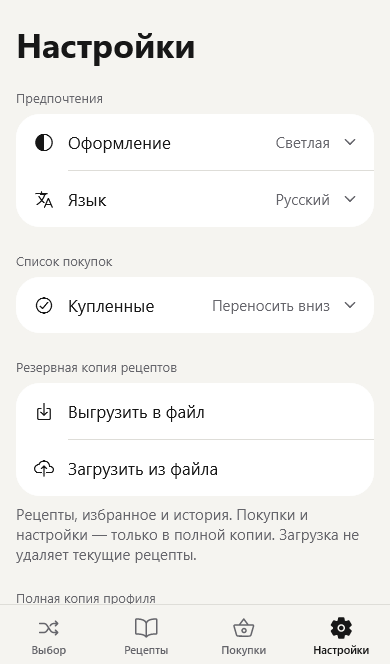 Настройки
Предпочтения
Оформление Светлая
Язык Русский
Список покупок
Купленные Переносить вниз
Резервная копия рецептов
Выгрузить в файл
Загрузить из файла
Рецепты, избранное и история. Покупки и
настройки — только в полной копии. Загрузка не
удаляет текущие рецепты.
Полная копия профиля
Выбор Рецепты Покупки Настройки